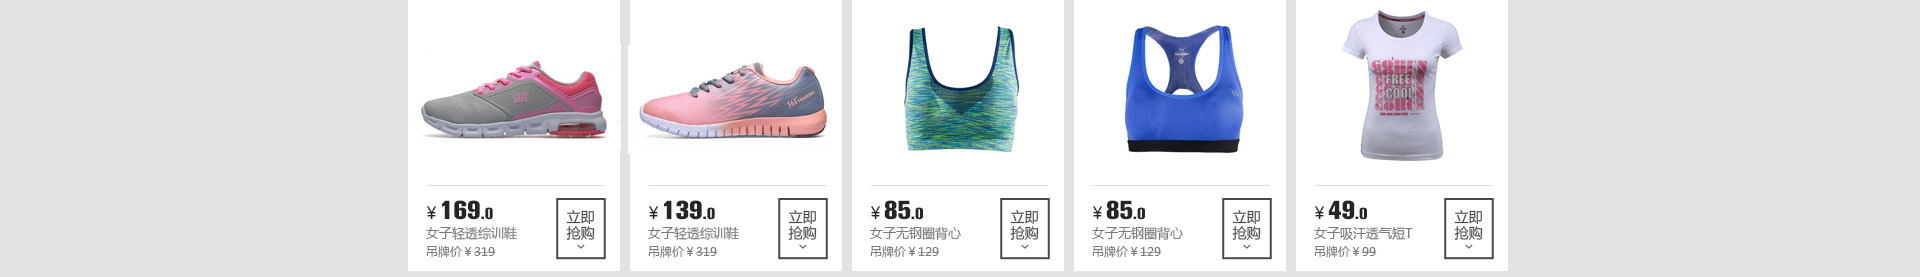 361°
¥169.0
女子轻透综训鞋
吊牌价¥319
立即
抢购
361°
¥139.0
女子轻透综训鞋
吊牌价¥319
立即
抢购
¥85.0
女子无钢圈背心
吊牌价¥129
立即
抢购
¥85.0
女子无钢圈背心
吊牌价¥129
立即
抢购
FREE
COOL
¥49.0
女子吸汗透气短T
吊牌价¥99
立即
抢购